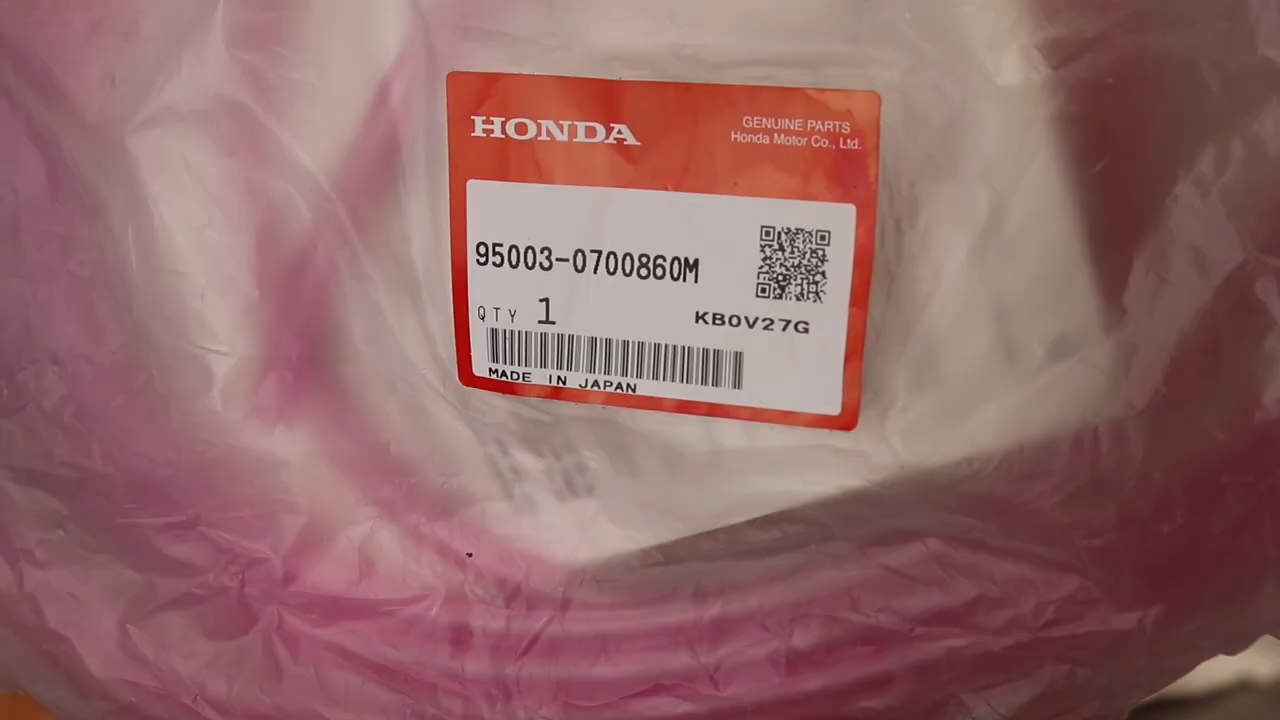 HONDA
GENUINE PARTS
Honda Motor Co., Ltd.
95003-0700860M
QTY 1
KB0V27G
MADE IN JAPAN